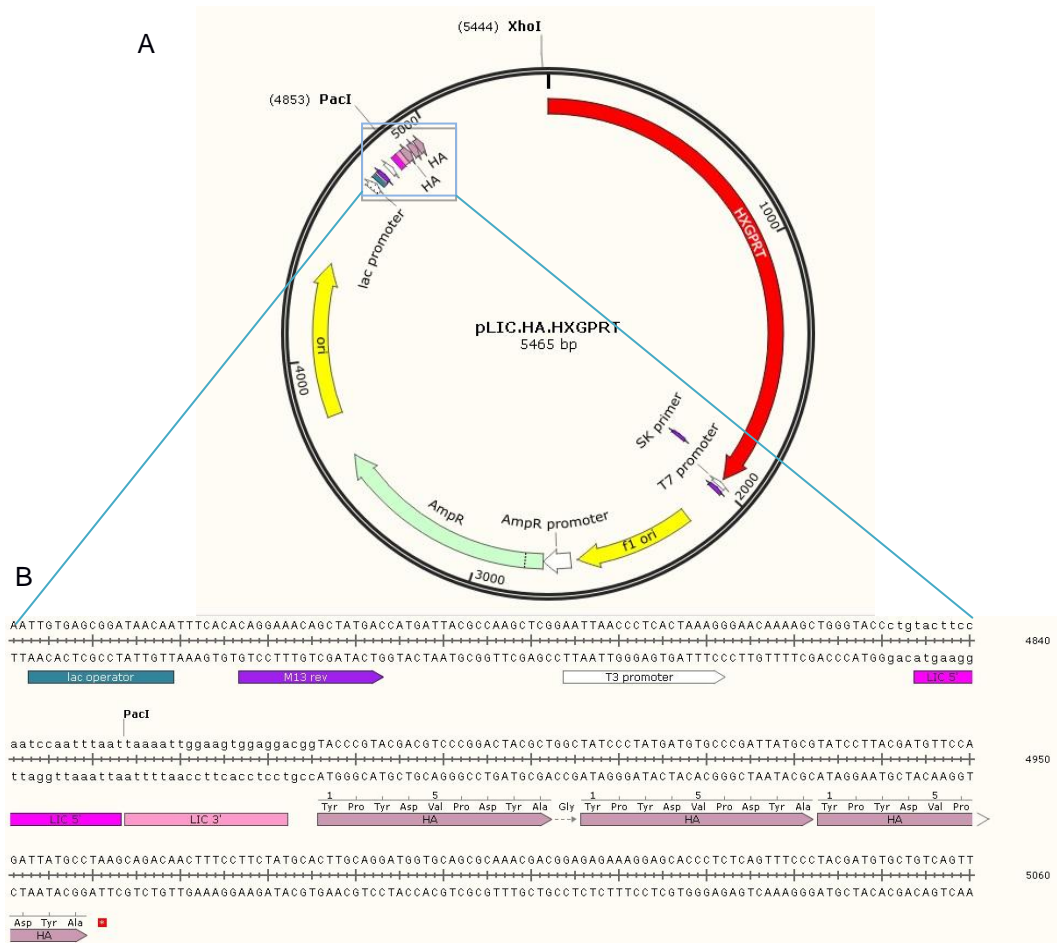 A
(5444) XhoI
(4853) PacI
5000
HA
HA
lac promoter
1000
HXGPRT
pLIC.HA.HXGPRT
5465 bp
ori
4000
SK primer
T7 promoter
2000
AmpR
AmpR promoter
f1 ori
3000
B
AATTGTGAGCGGATAACAATTTCACACAGGAAACAGCTATGACCATGATTACGCCAAGCTCGGAATTAACCCTCACTAAAGGGAACAAAAGCTGGGTACCctgtacttcc
4840
TTAACACTCGCCTATTGTTAAAGTGTGTCCTTTGTCGATACTGGTACTAATGCGGTTCGAGCCTTAATTGGGAGTGATTTCCCTTGTTTTCGACCCATGGgacatgaagg
lac operator M13 rev T3 promoter LIC 5'
PacI
aatccaatttaattaaaattggaagtggaggacggTACCCGTACGACGTCCCGGACTACGCTGGCTATCCCTATGATGTGCCCGATTATGCGTATCCTTACGATGTTCCA
4950
ttaggttaaattaattttaaccttcacctcctgccATGGGCATGCTGCAGGGCCTGATGCGACCGATAGGGATACTACACGGGCTAATACGCATAGGAATGCTACAAGGT
1 5 1 5 1 5
Tyr Pro Tyr Asp Val Pro Asp Tyr Ala Gly Tyr Pro Tyr Asp Val Pro Asp Tyr Ala Tyr Pro Tyr Asp Val Pro
LIC 5' LIC 3' HA HA HA
GATTATGCCTAAGCAGACAACTTTCCTTCTATGCACTTGCAGGATGGTGCAGCGCAAACGACGGAGAGAAAGGAGCACCCTCTCAGTTTCCCTACGATGTGCTGTCAGTT
5060
CTAATACGGATTCGTCTGTTGAAAGGAAGATACGTGAACGTCCTACCACGTCGCGTTTGCTGCCTCTCTTTCCTCGTGGGAGAGTCAAAGGGATGCTACACGACAGTCAA
Asp Tyr Ala *
HA